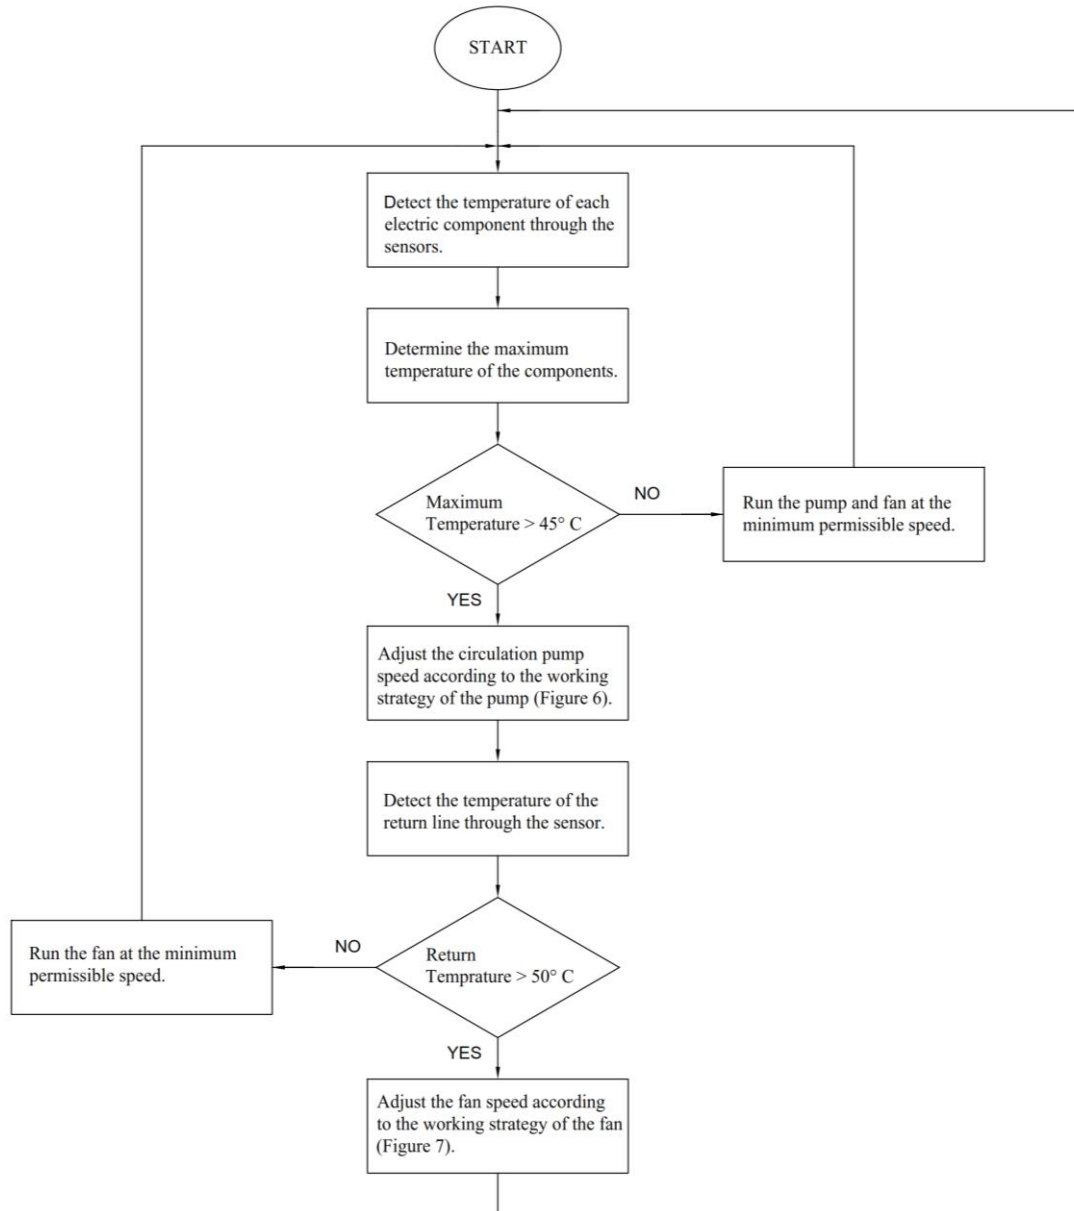 START
Detect the temperature of each
electric component through the
sensors.
Determine the maximum
temperature of the components.
Maximum
Temperature > 45° C
NO
Run the pump and fan at the
minimum permissible speed.
YES
Adjust the circulation pump
speed according to the working
strategy of the pump (Figure 6).
Detect the temperature of the
return line through the sensor.
Return
Temprature > 50° C
NO
Run the fan at the minimum
permissible speed.
YES
Adjust the fan speed according
to the working strategy of the fan
(Figure 7).